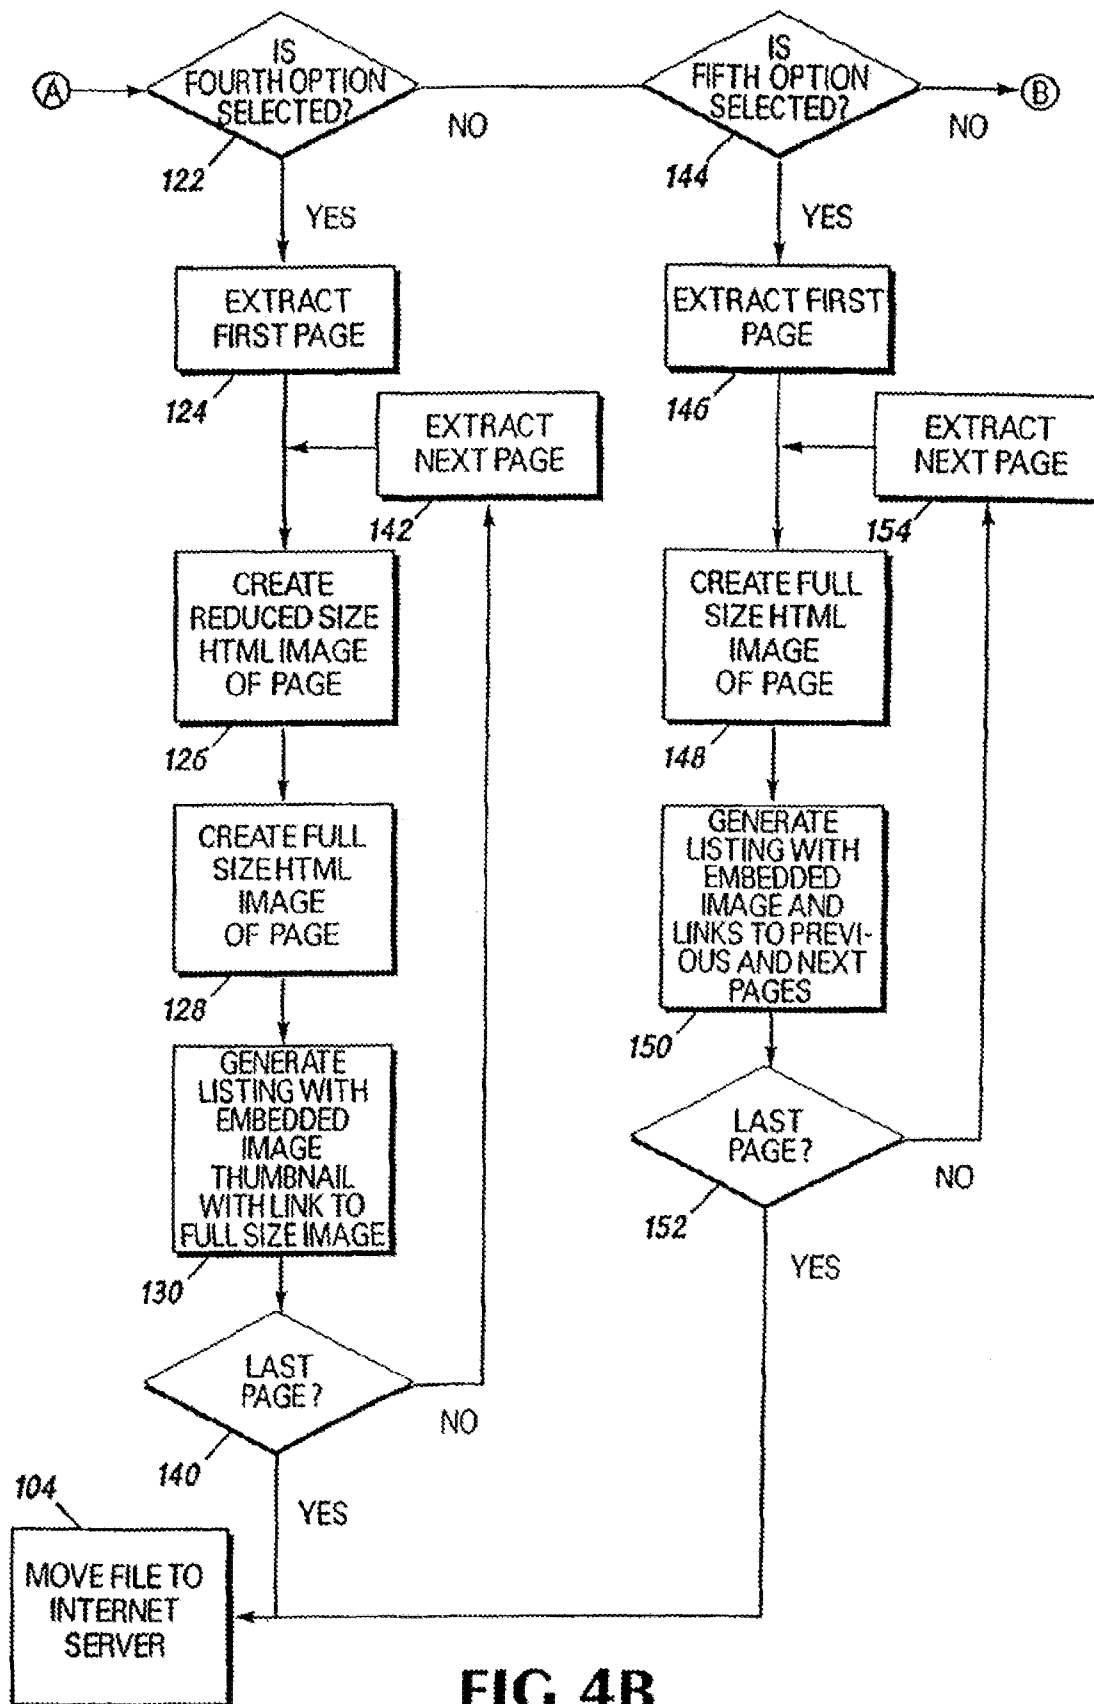 A
IS
FOURTH OPTION
SELECTED?
NO
122
YES
IS
FIFTH OPTION
SELECTED?
NO
B
144
YES
EXTRACT
FIRST PAGE
124
EXTRACT
NEXT PAGE
142
CREATE
REDUCED SIZE
HTML IMAGE
OF PAGE
126
CREATE FULL
SIZE HTML
IMAGE
OF PAGE
128
GENERATE
LISTING WITH
EMBEDDED
IMAGE
THUMBNAIL
WITH LINK TO
FULL SIZE IMAGE
130
LAST
PAGE?
NO
140
YES
104
MOVE FILE TO
INTERNET
SERVER
EXTRACT FIRST
PAGE
146
EXTRACT
NEXT PAGE
154
CREATE FULL
SIZE HTML
IMAGE
OF PAGE
148
GENERATE
LISTING WITH
EMBEDDED
IMAGE AND
LINKS TO PREVI-
OUS AND NEXT
PAGES
150
LAST
PAGE?
NO
152
YES
FIG 4B